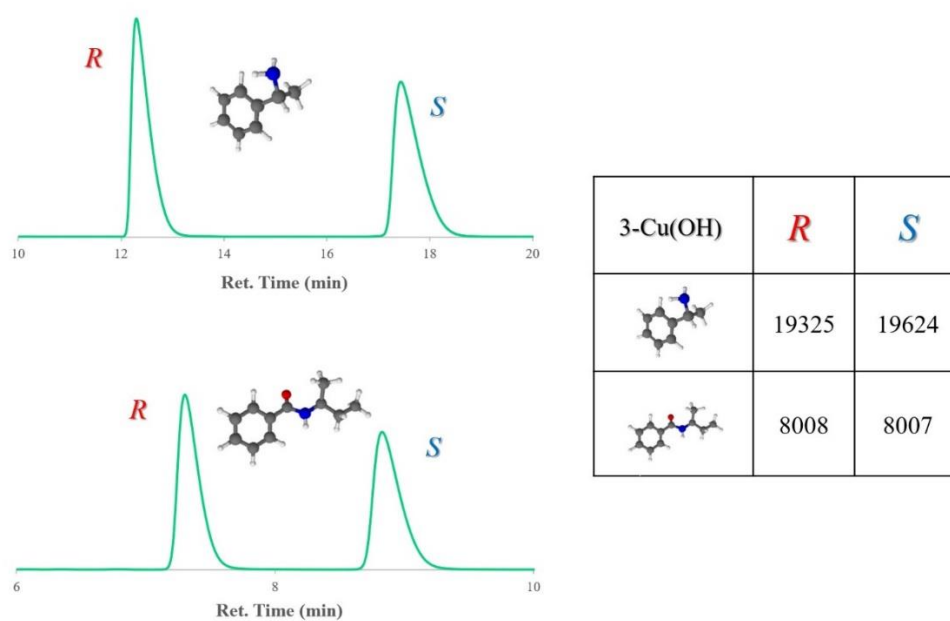 R
S
10 12 14 16 18 20
Ret. Time (min)
R
S
6 8 10
Ret. Time (min)
3-Cu(OH) R S
19325 19624
8008 8007